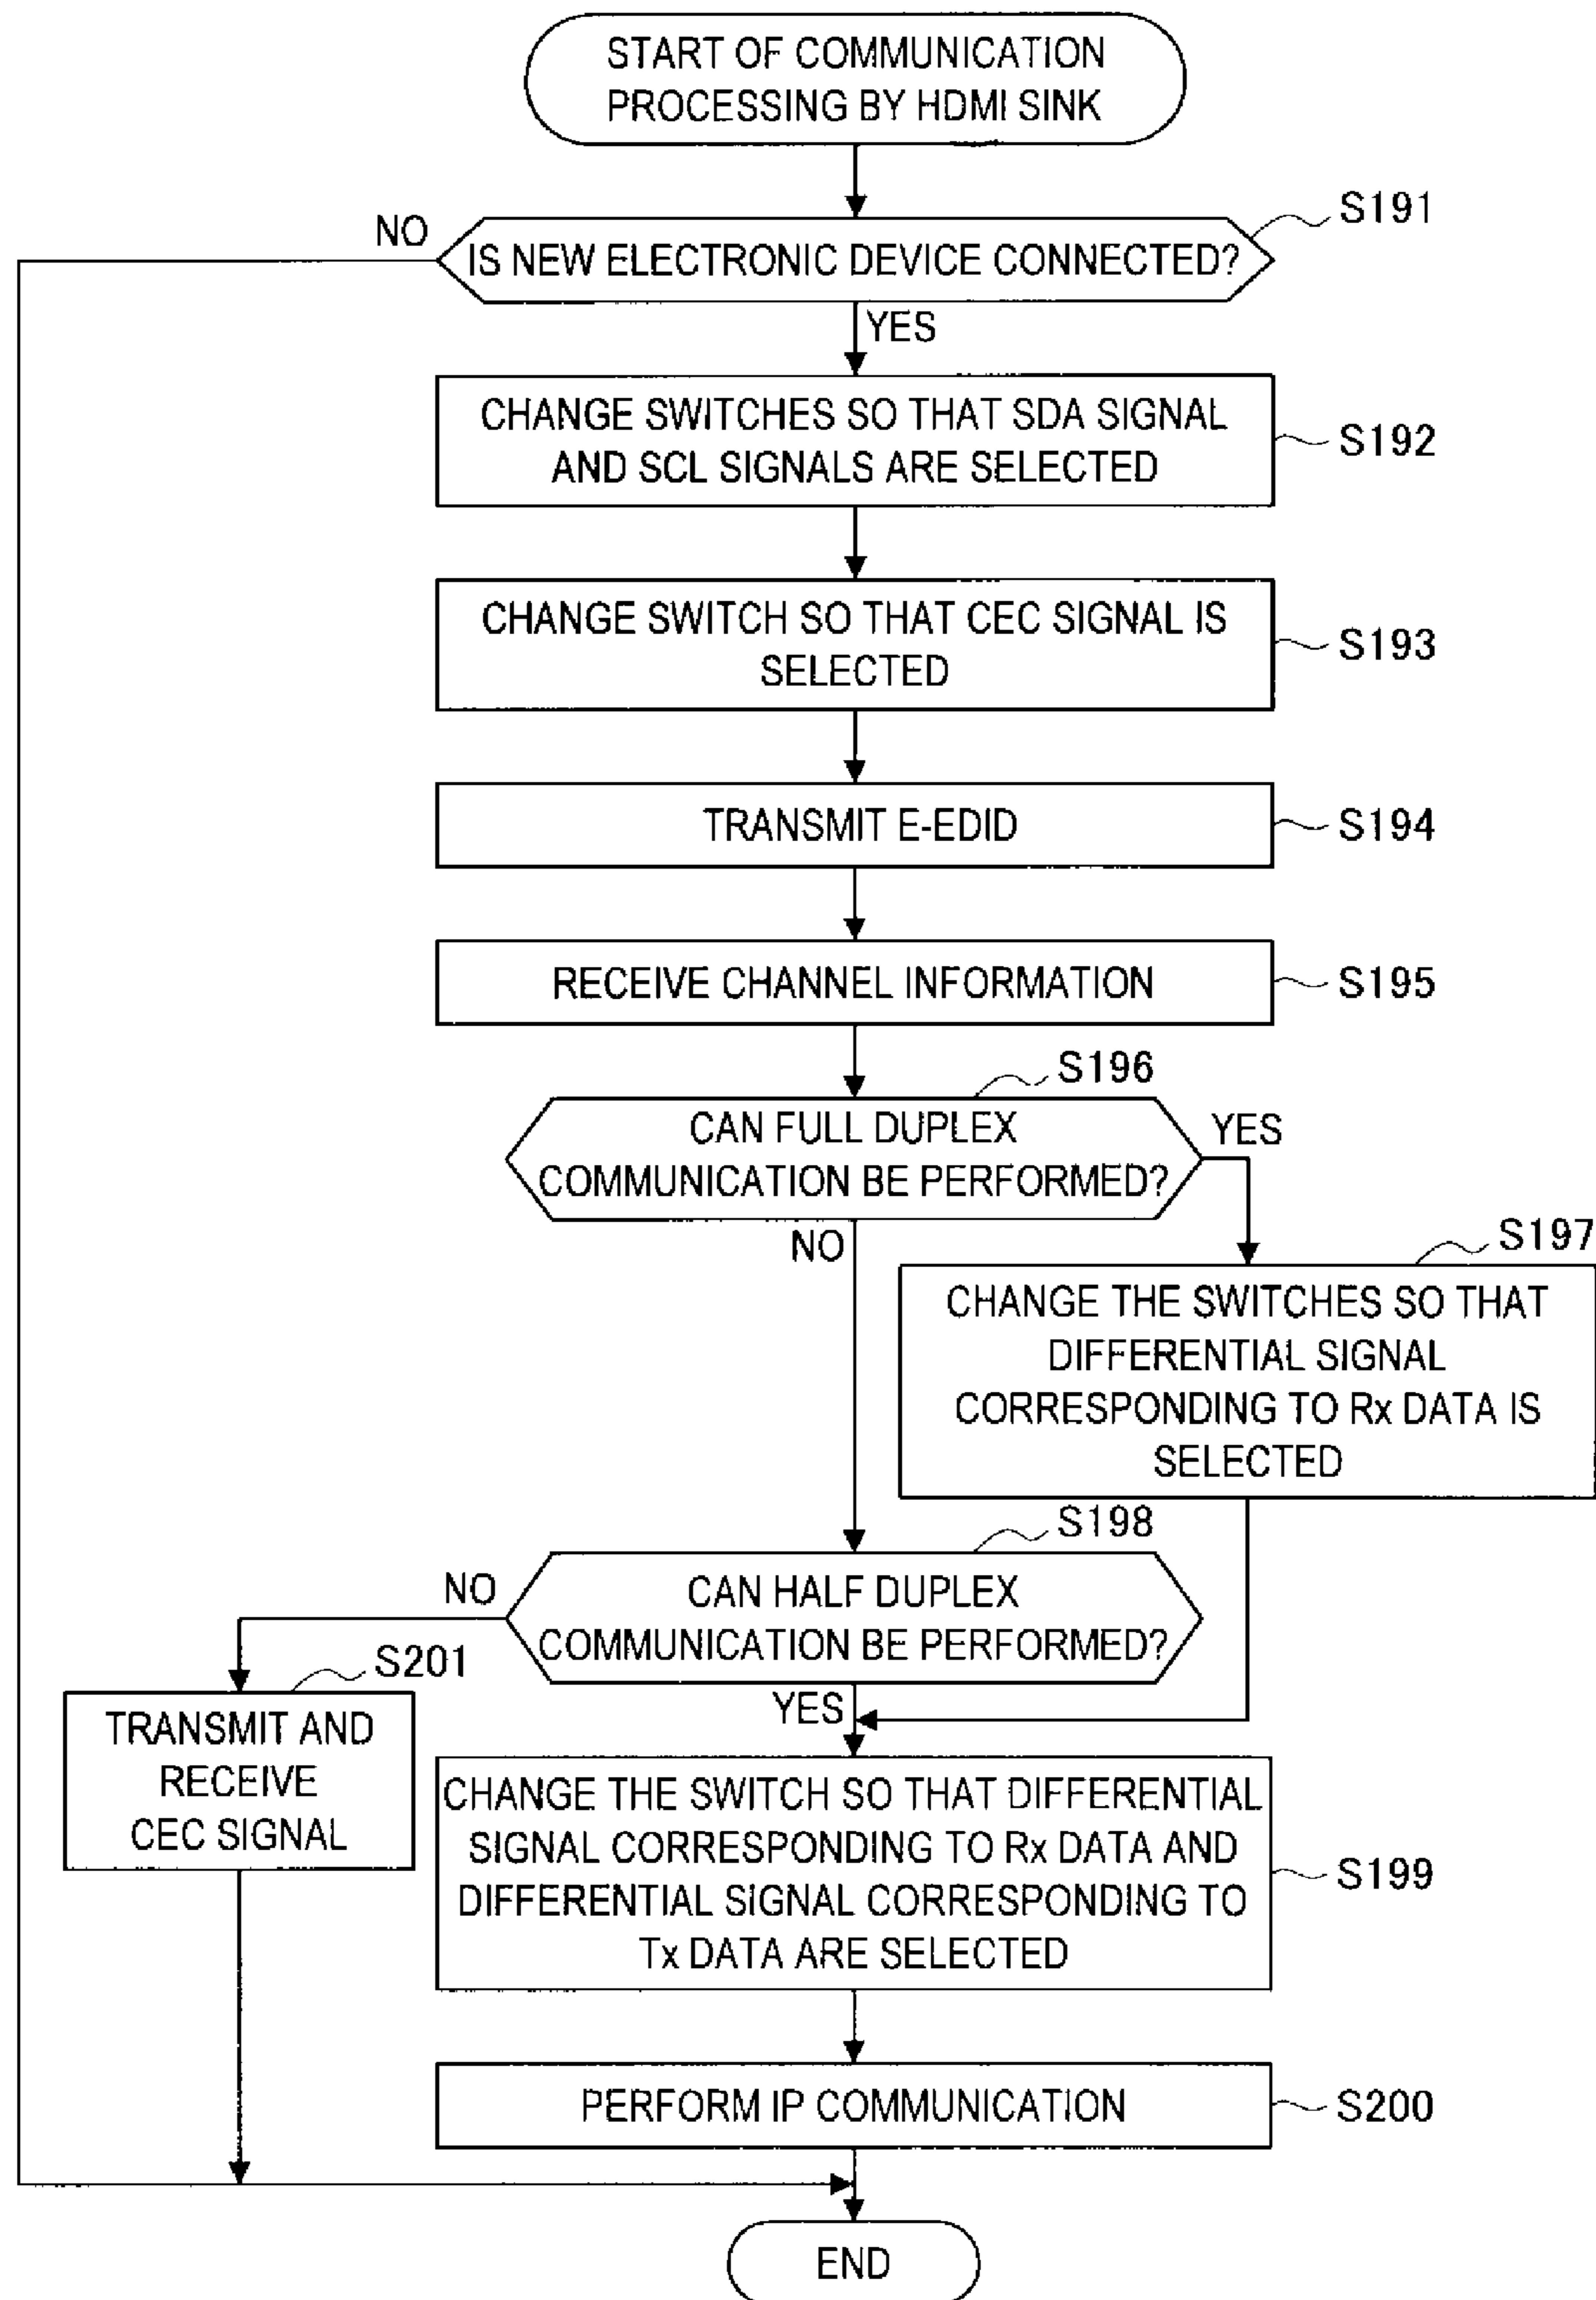 START OF COMMUNICATION
PROCESSING BY HDMI SINK
S191
NO
IS NEW ELECTRONIC DEVICE CONNECTED?
YES
CHANGE SWITCHES SO THAT SDA SIGNAL
AND SCL SIGNALS ARE SELECTED
S192
CHANGE SWITCH SO THAT CEC SIGNAL IS
SELECTED
S193
TRANSMIT E-EDID
S194
RECEIVE CHANNEL INFORMATION
S195
S196
CAN FULL DUPLEX
COMMUNICATION BE PERFORMED?
YES
NO
S197
CHANGE THE SWITCHES SO THAT
DIFFERENTIAL SIGNAL
CORRESPONDING TO Rx DATA IS
SELECTED
S198
NO
CAN HALF DUPLEX
COMMUNICATION BE PERFORMED?
YES
S201
TRANSMIT AND
RECEIVE
CEC SIGNAL
CHANGE THE SWITCH SO THAT DIFFERENTIAL
SIGNAL CORRESPONDING TO Rx DATA AND
DIFFERENTIAL SIGNAL CORRESPONDING TO
Tx DATA ARE SELECTED
S199
PERFORM IP COMMUNICATION
S200
END